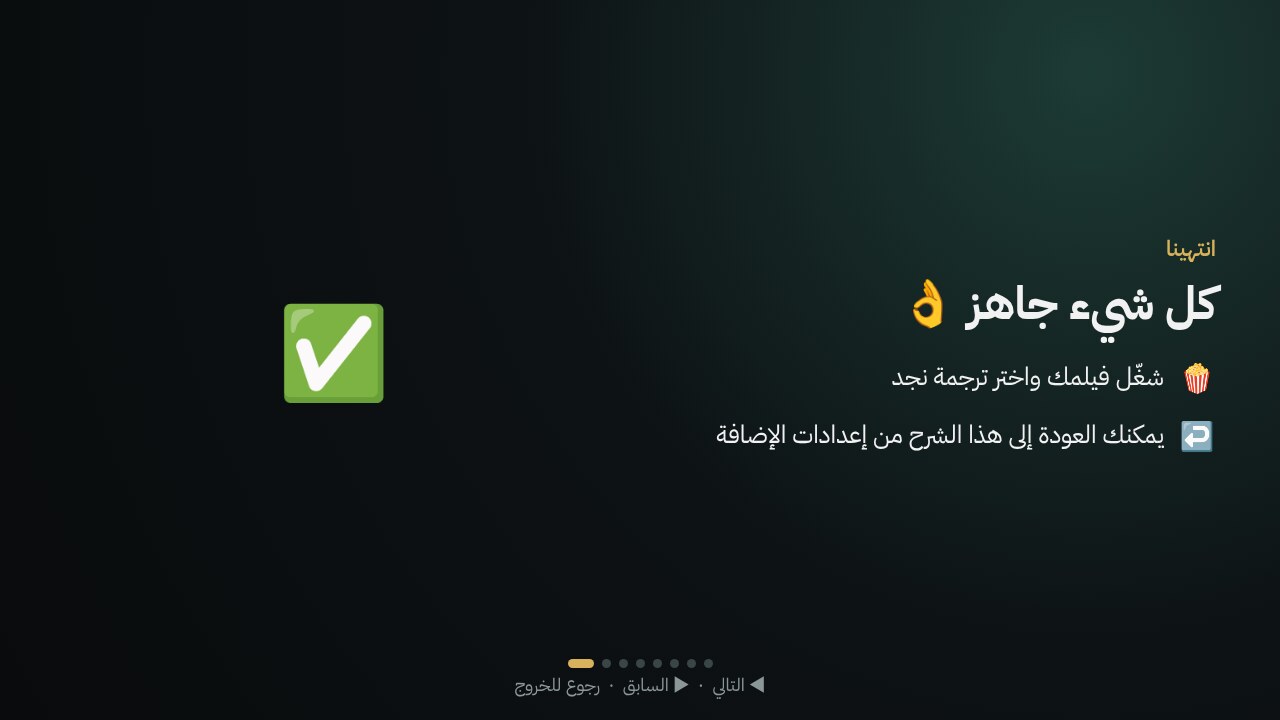 انتهينا
كل شيء جاهز 👌
🍿 شغّل فيلمك واختر ترجمة نجد
↩️ يمكنك العودة إلى هذا الشرح من إعدادات الإضافة
◀ التالي · ▶ السابق · رجوع للخروج